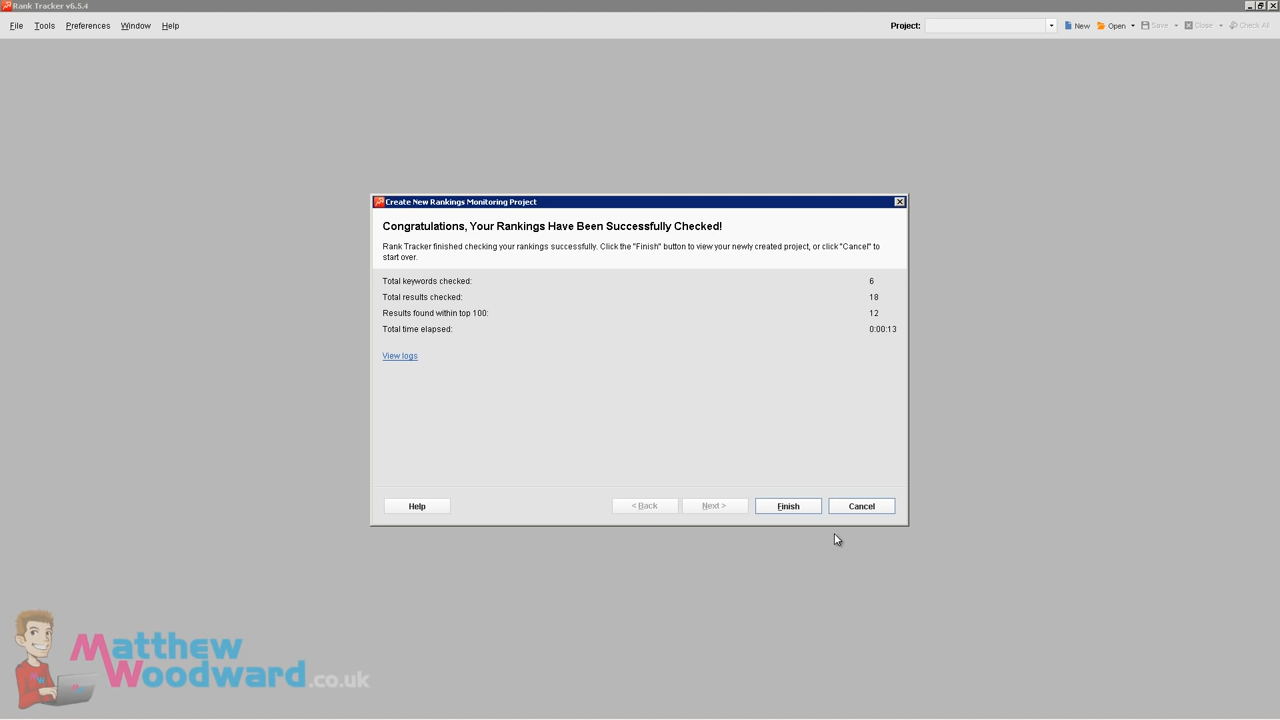 Rank Tracker v6.5.4
File Tools Preferences Window Help Project: New Open Save Close Check All
Create New Rankings Monitoring Project
Congratulations, Your Rankings Have Been Successfully Checked!
Rank Tracker finished checking your rankings successfully. Click the "Finish" button to view your newly created project, or click "Cancel" to
start over.
Total keywords checked: 6
Total results checked: 18
Results found within top 100: 12
Total time elapsed: 0:00:13
View logs
Help < Back Next > Finish Cancel
Matthew
Woodward.co.uk